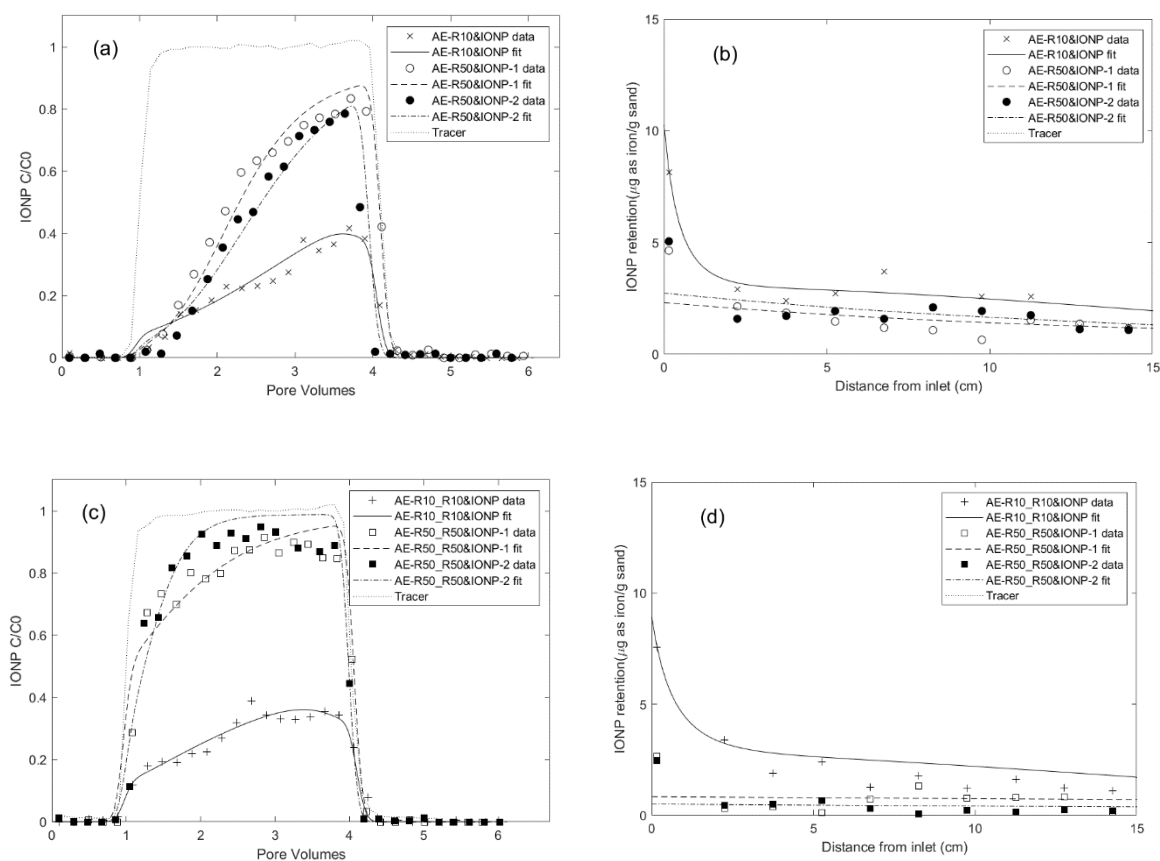 (a)
AE-R10&IONP data
AE-R10&IONP fit
AE-R50&IONP-1 data
AE-R50&IONP-1 fit
AE-R50&IONP-2 data
AE-R50&IONP-2 fit
Tracer
IONP C/C0
1
0.8
0.6
0.4
0.2
0
0 1 2 3 4 5 6
Pore Volumes
(b)
AE-R10&IONP data
AE-R10&IONP fit
AE-R50&IONP-1 data
AE-R50&IONP-1 fit
AE-R50&IONP-2 data
AE-R50&IONP-2 fit
Tracer
IONP retention(μg as iron/g sand)
15
10
5
0
0 5 10 15
Distance from inlet (cm)
(c)
AE-R10_R10&IONP data
AE-R10_R10&IONP fit
AE-R50_R50&IONP-1 data
AE-R50_R50&IONP-1 fit
AE-R50_R50&IONP-2 data
AE-R50_R50&IONP-2 fit
Tracer
IONP C/C0
1
0.8
0.6
0.4
0.2
0
0 1 2 3 4 5 6
Pore Volumes
(d)
AE-R10_R10&IONP data
AE-R10_R10&IONP fit
AE-R50_R50&IONP-1 data
AE-R50_R50&IONP-1 fit
AE-R50_R50&IONP-2 data
AE-R50_R50&IONP-2 fit
Tracer
IONP retention(μg as iron/g sand)
15
10
5
0
0 5 10 15
Distance from inlet (cm)